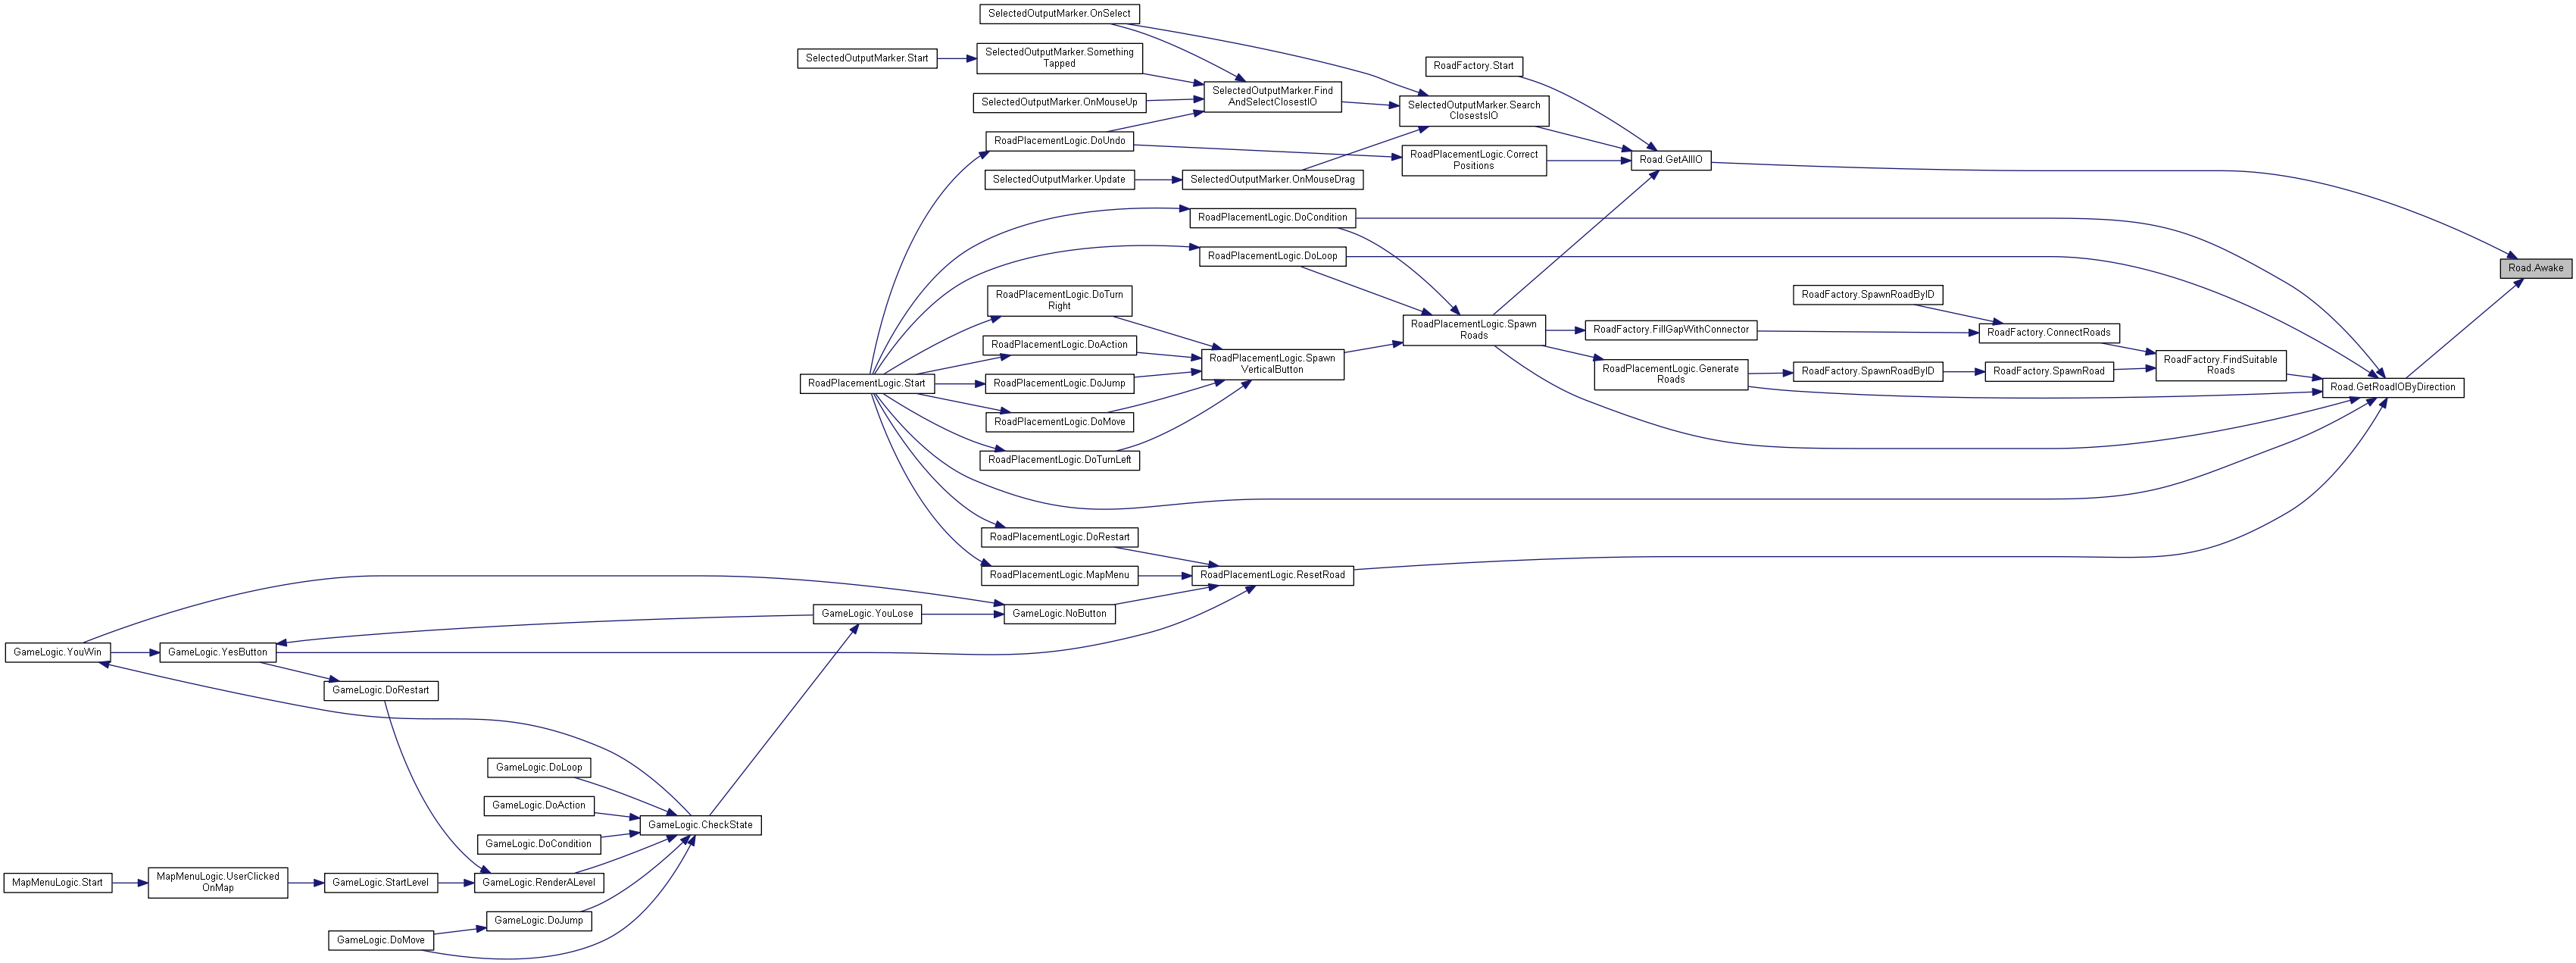 SelectedOutputMarker.OnSelect
SelectedOutputMarker.Start
SelectedOutputMarker.Something
Tapped
SelectedOutputMarker.OnMouseUp
RoadPlacementLogic.DoUndo
SelectedOutputMarker.Update
SelectedOutputMarker.Find
AndSelectClosestIO
SelectedOutputMarker.OnMouseDrag
RoadFactory.Start
SelectedOutputMarker.Search
ClosestsIO
RoadPlacementLogic.Correct
Positions
Road.GetAllIO
Road.Awake
RoadPlacementLogic.DoCondition
RoadPlacementLogic.DoLoop
RoadPlacementLogic.DoTurn
Right
RoadPlacementLogic.DoAction
RoadPlacementLogic.Start
RoadPlacementLogic.DoJump
RoadPlacementLogic.DoMove
RoadPlacementLogic.DoTurnLeft
RoadPlacementLogic.Spawn
VerticalButton
RoadPlacementLogic.Spawn
Roads
RoadFactory.SpawnRoadByID
RoadFactory.FillGapWithConnector
RoadFactory.ConnectRoads
RoadPlacementLogic.Generate
Roads
RoadFactory.SpawnRoadByID
RoadFactory.SpawnRoad
RoadFactory.FindSuitable
Roads
Road.GetRoadIOByDirection
RoadPlacementLogic.DoRestart
RoadPlacementLogic.MapMenu
RoadPlacementLogic.ResetRoad
GameLogic.YouLose
GameLogic.NoButton
GameLogic.YouWin
GameLogic.YesButton
GameLogic.DoRestart
GameLogic.DoLoop
GameLogic.DoAction
GameLogic.CheckState
GameLogic.DoCondition
MapMenuLogic.Start
MapMenuLogic.UserClicked
OnMap
GameLogic.StartLevel
GameLogic.RenderALevel
GameLogic.DoJump
GameLogic.DoMove